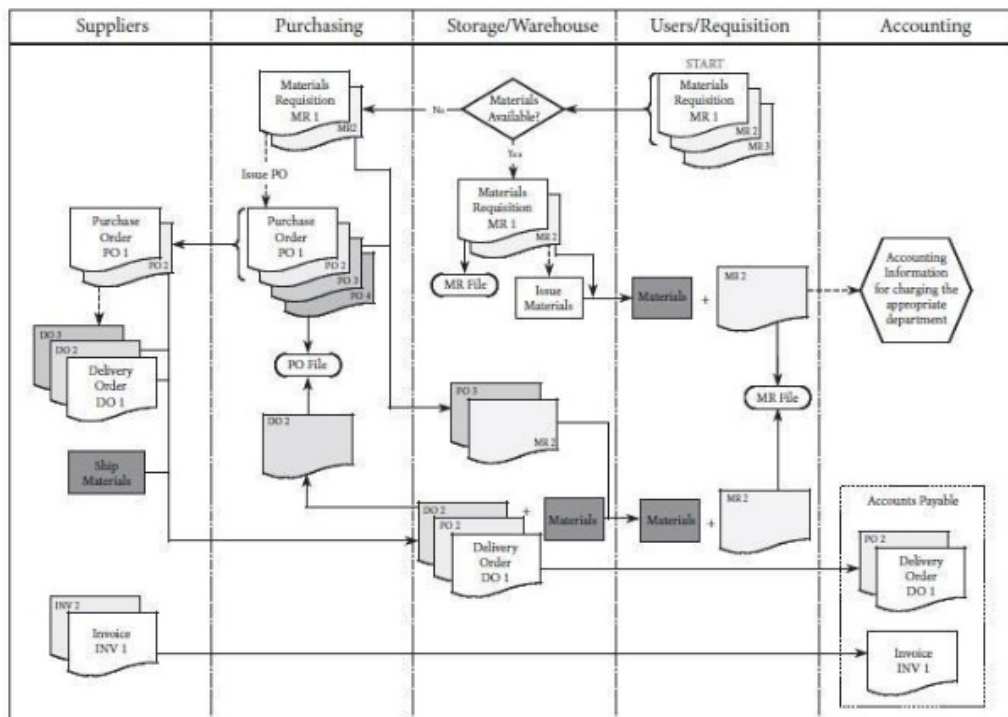 Suppliers
Purchasing
Storage/Warehouse
Users/Requisition
Accounting
START
Materials
Requisition
MR 1
MR2
No
Materials
Available?
Materials
Requisition
MR 1
MR 2
MR 3
Yes
Issue PO
Materials
Requisition
MR 1
MR 2
Purchase
Order
PO 1
PO 2
Purchase
Order
PO 1
PO 2
PO 3
PO 4
MR File
Issue
Materials
Materials
+
MR 2
Accounting
Information
for charging the
appropriate
department
DO 3
DO 2
Delivery
Order
DO 1
PO File
MR File
DO 2
PO 3
MR 2
Ship
Materials
DO 2
PO 2
Delivery
Order
DO 1
+
Materials
Materials
+
MR 2
Accounts Payable
PO 2
Delivery
Order
DO 1
INV 2
Invoice
INV 1
Invoice
INV 1